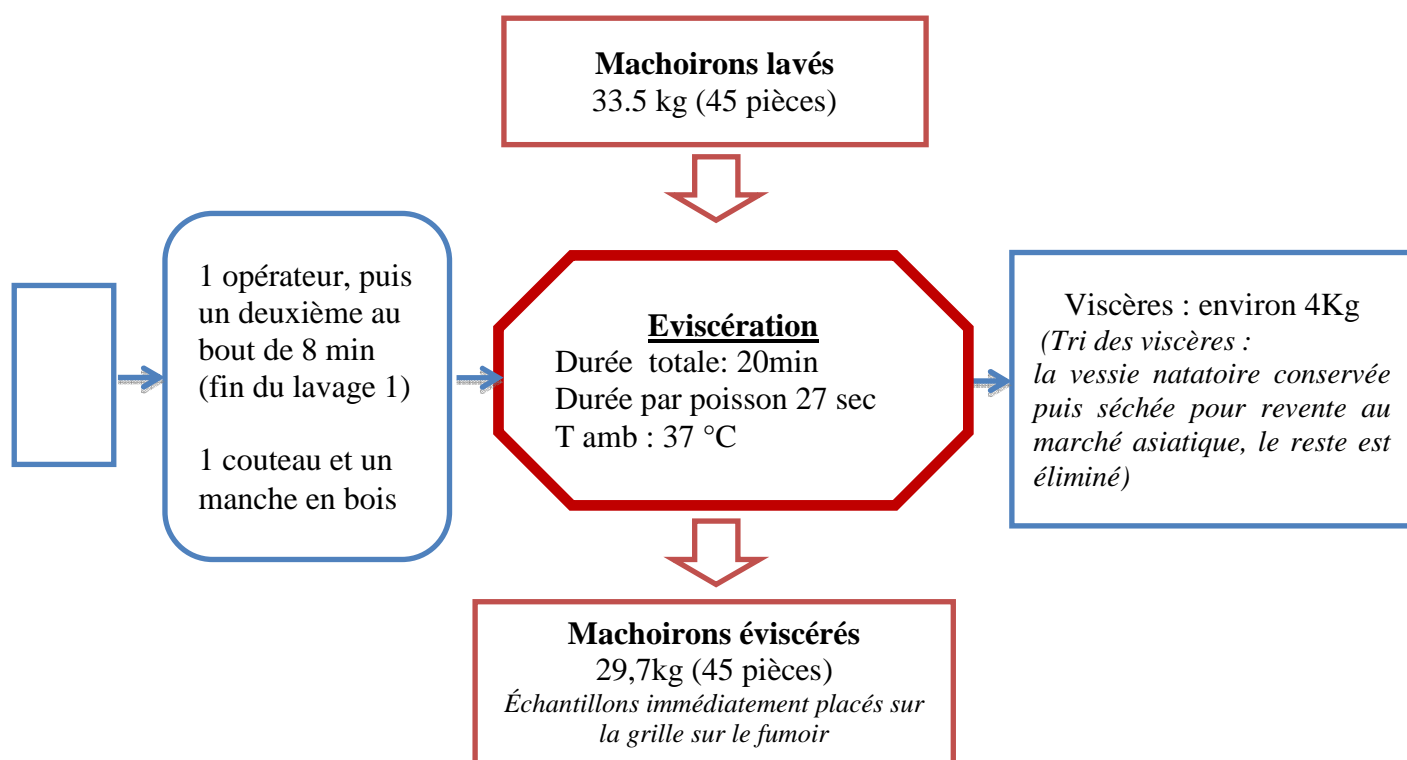 Machoirons lavés
33.5 kg (45 pièces)
1 opérateur, puis
un deuxième au
bout de 8 min
(fin du lavage 1)
1 couteau et un
manche en bois
Eviscération
Durée totale: 20min
Durée par poisson 27 sec
T amb : 37 °C
Viscères : environ 4Kg
(Tri des viscères :
la vessie natatoire conservée
puis séchée pour revente au
marché asiatique, le reste est
éliminé)
Machoirons éviscérés
29,7kg (45 pièces)
Échantillons immédiatement placés sur
la grille sur le fumoir